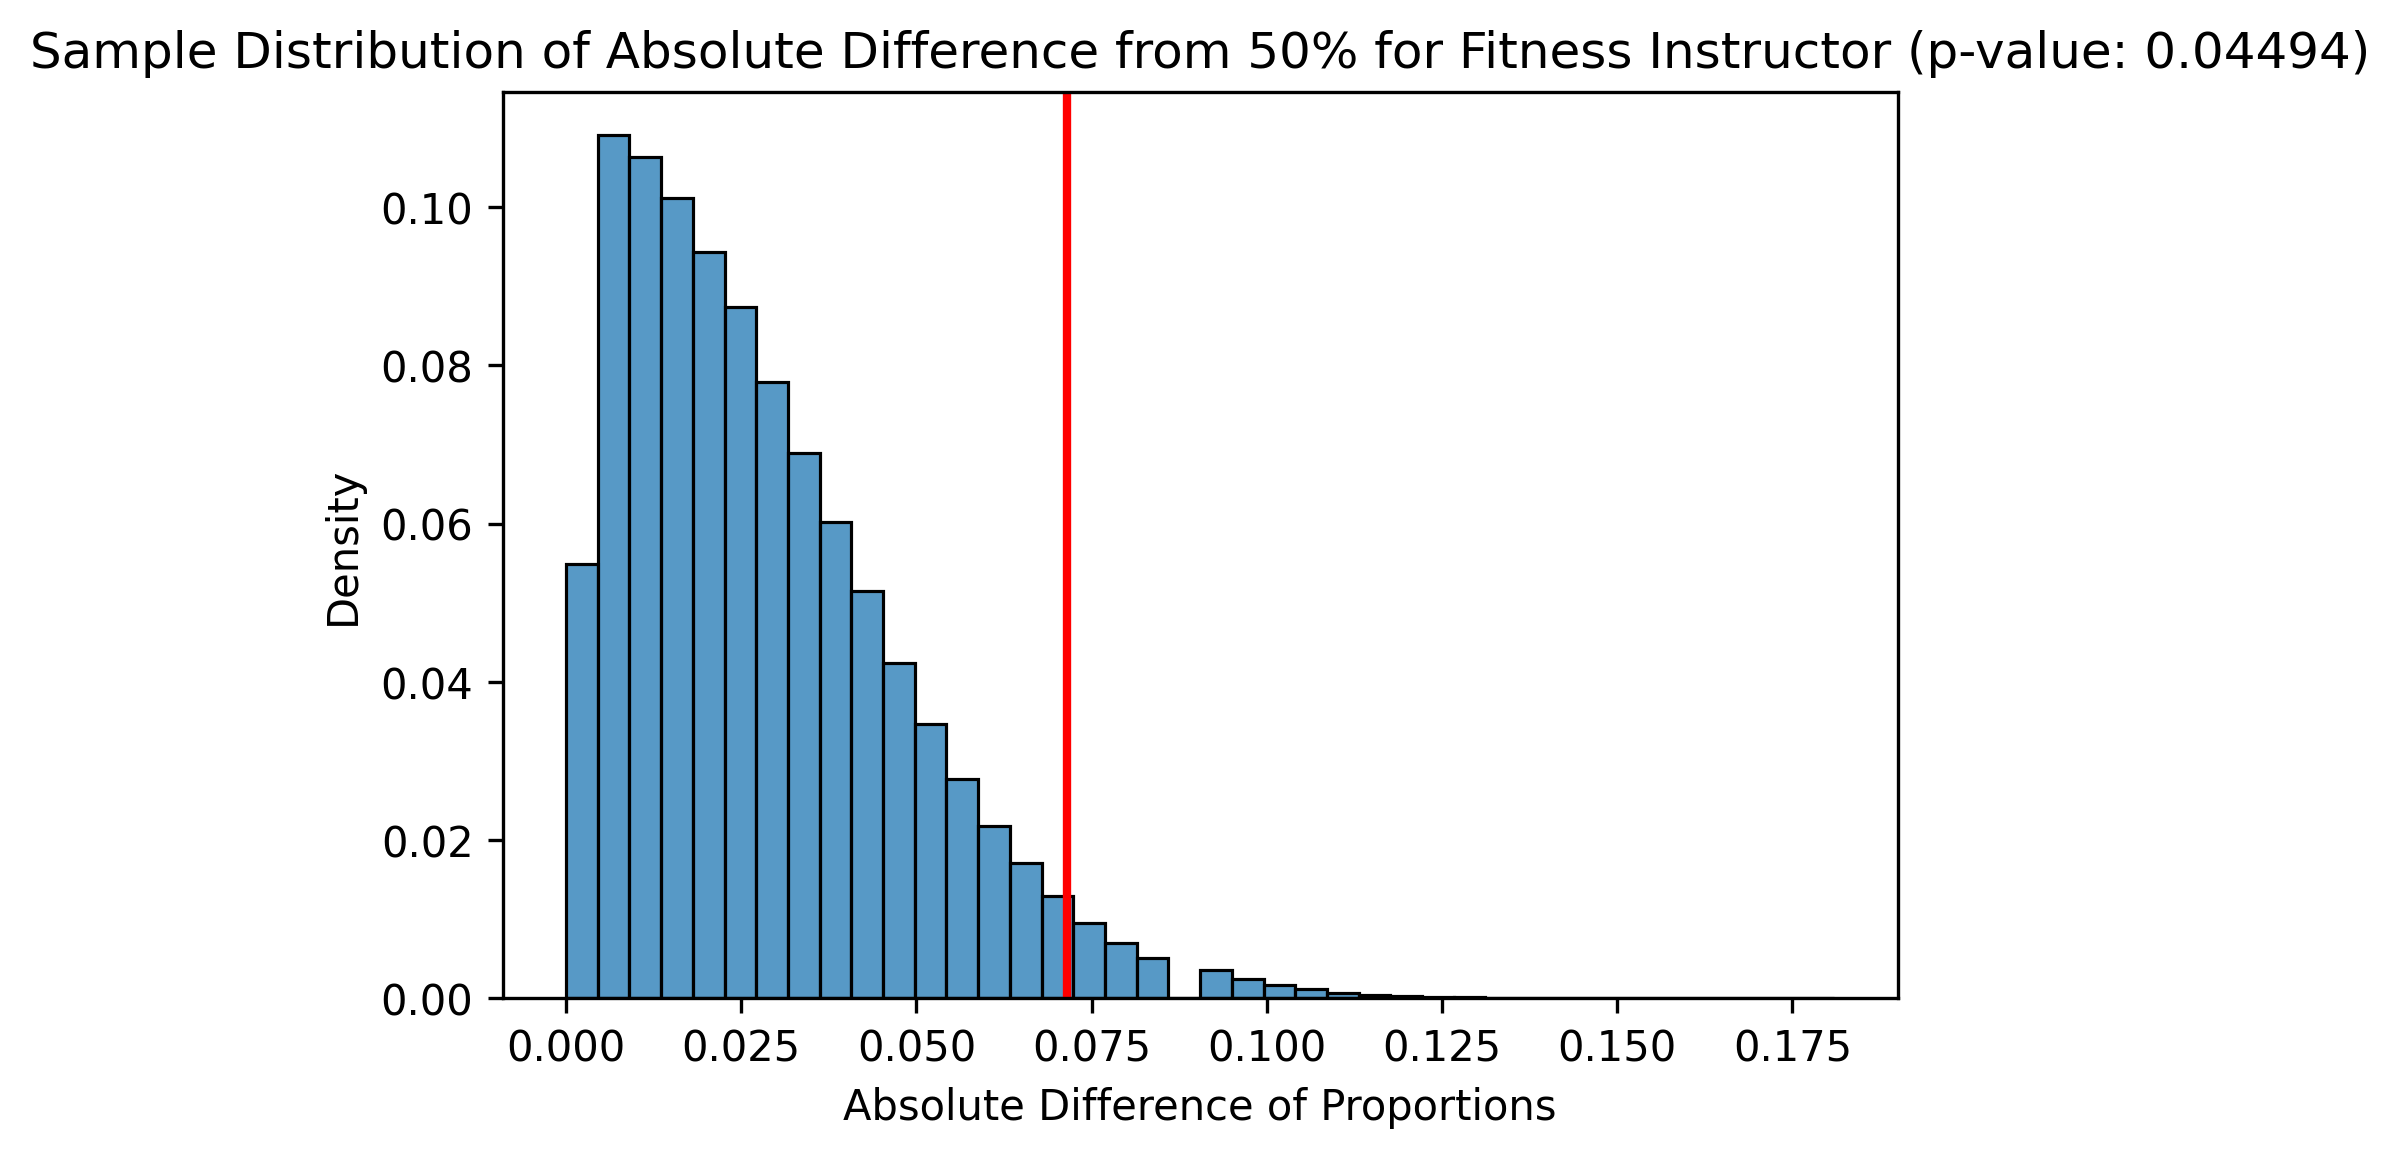 Sample Distribution of Absolute Difference from 50% for Fitness Instructor (p-value: 0.04494)
Density
0.10
0.08
0.06
0.04
0.02
0.00
0.000 0.025 0.050 0.075 0.100 0.125 0.150 0.175
Absolute Difference of Proportions